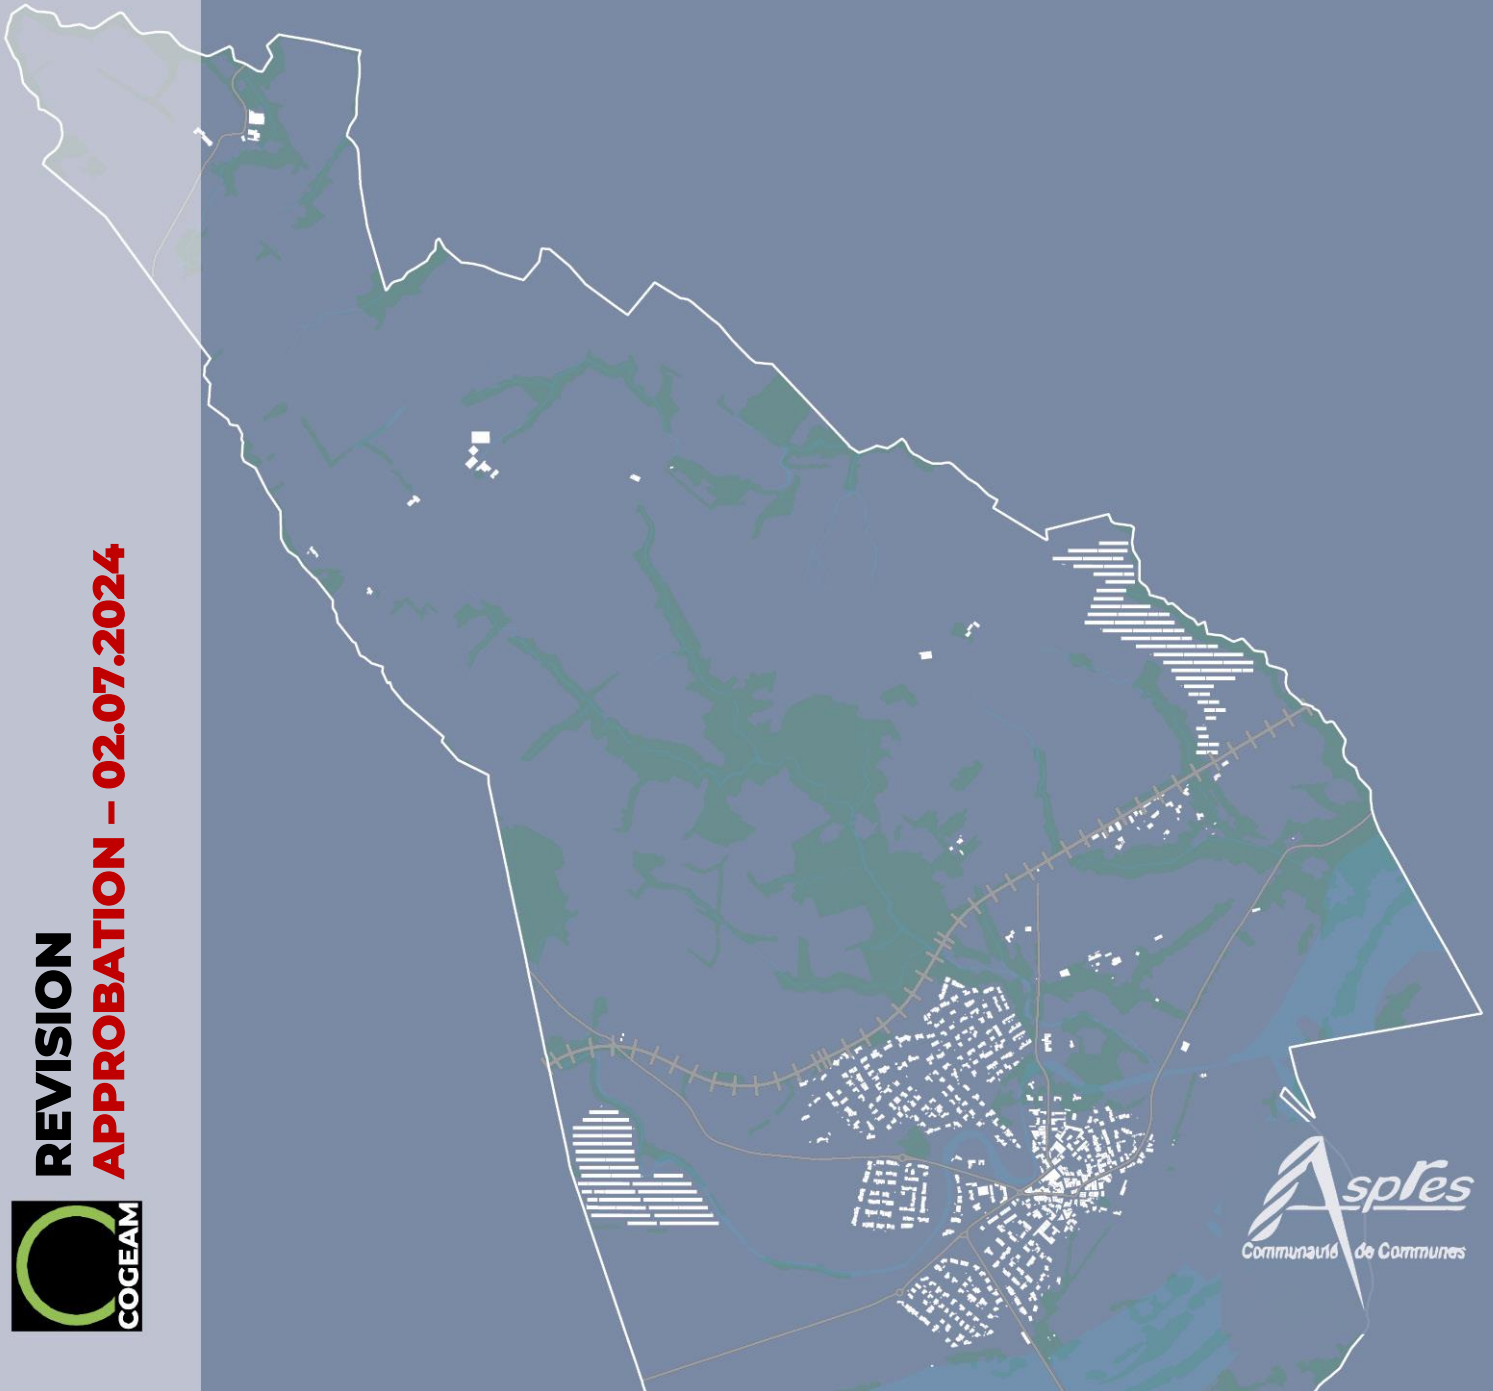 REVISION
APPROBATION – 02.07.2024
COGEAM
Aspres
Communauté de Communes